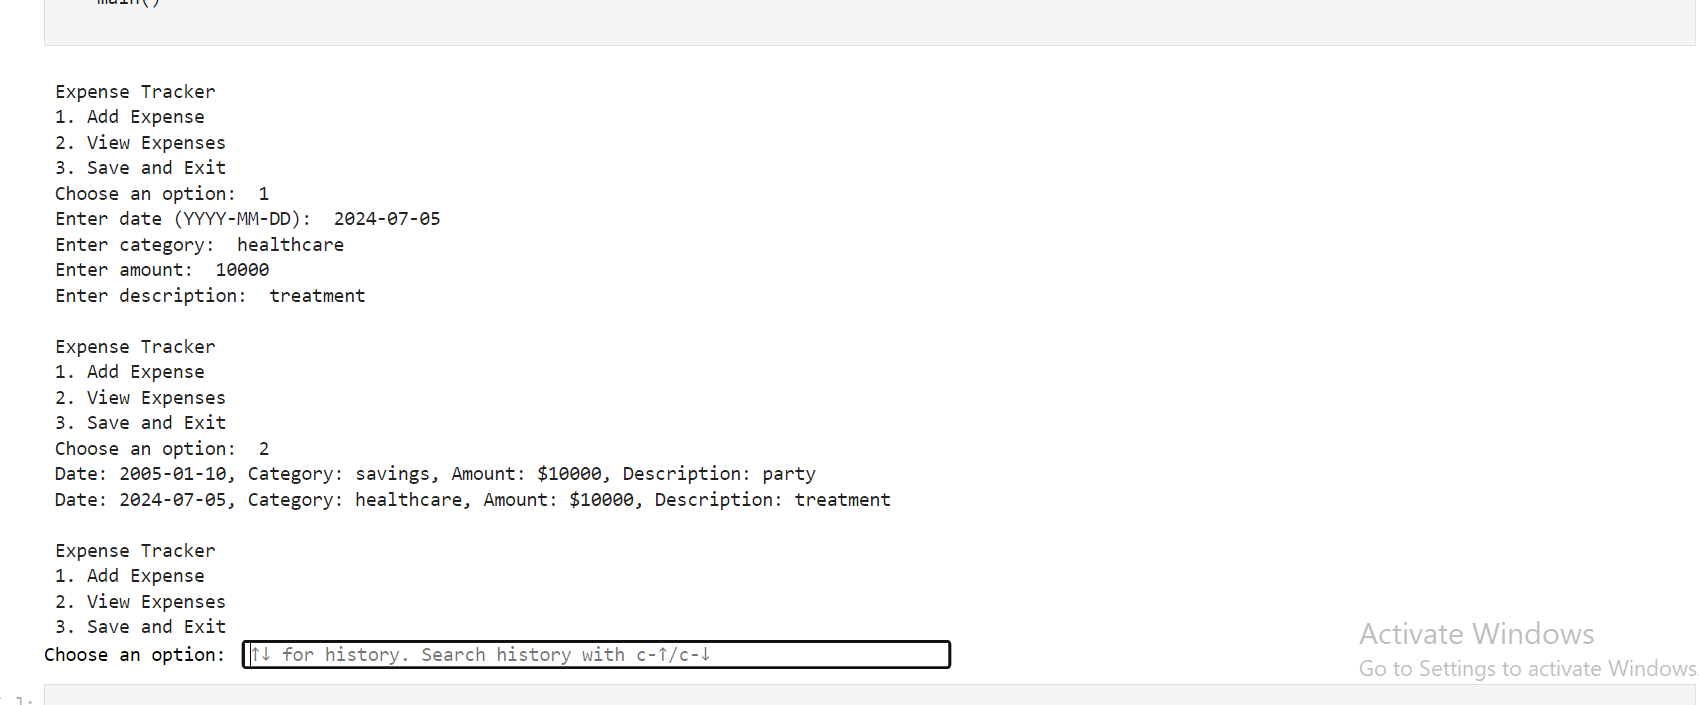 main()
Expense Tracker
1. Add Expense
2. View Expenses
3. Save and Exit
Choose an option:  1
Enter date (YYYY-MM-DD):  2024-07-05
Enter category:  healthcare
Enter amount:  10000
Enter description:  treatment
Expense Tracker
1. Add Expense
2. View Expenses
3. Save and Exit
Choose an option:  2
Date: 2005-01-10, Category: savings, Amount: $10000, Description: party
Date: 2024-07-05, Category: healthcare, Amount: $10000, Description: treatment
Expense Tracker
1. Add Expense
2. View Expenses
3. Save and Exit
Choose an option: ↑↓ for history. Search history with c-↑/c-↓
Activate Windows
Go to Settings to activate Windows.